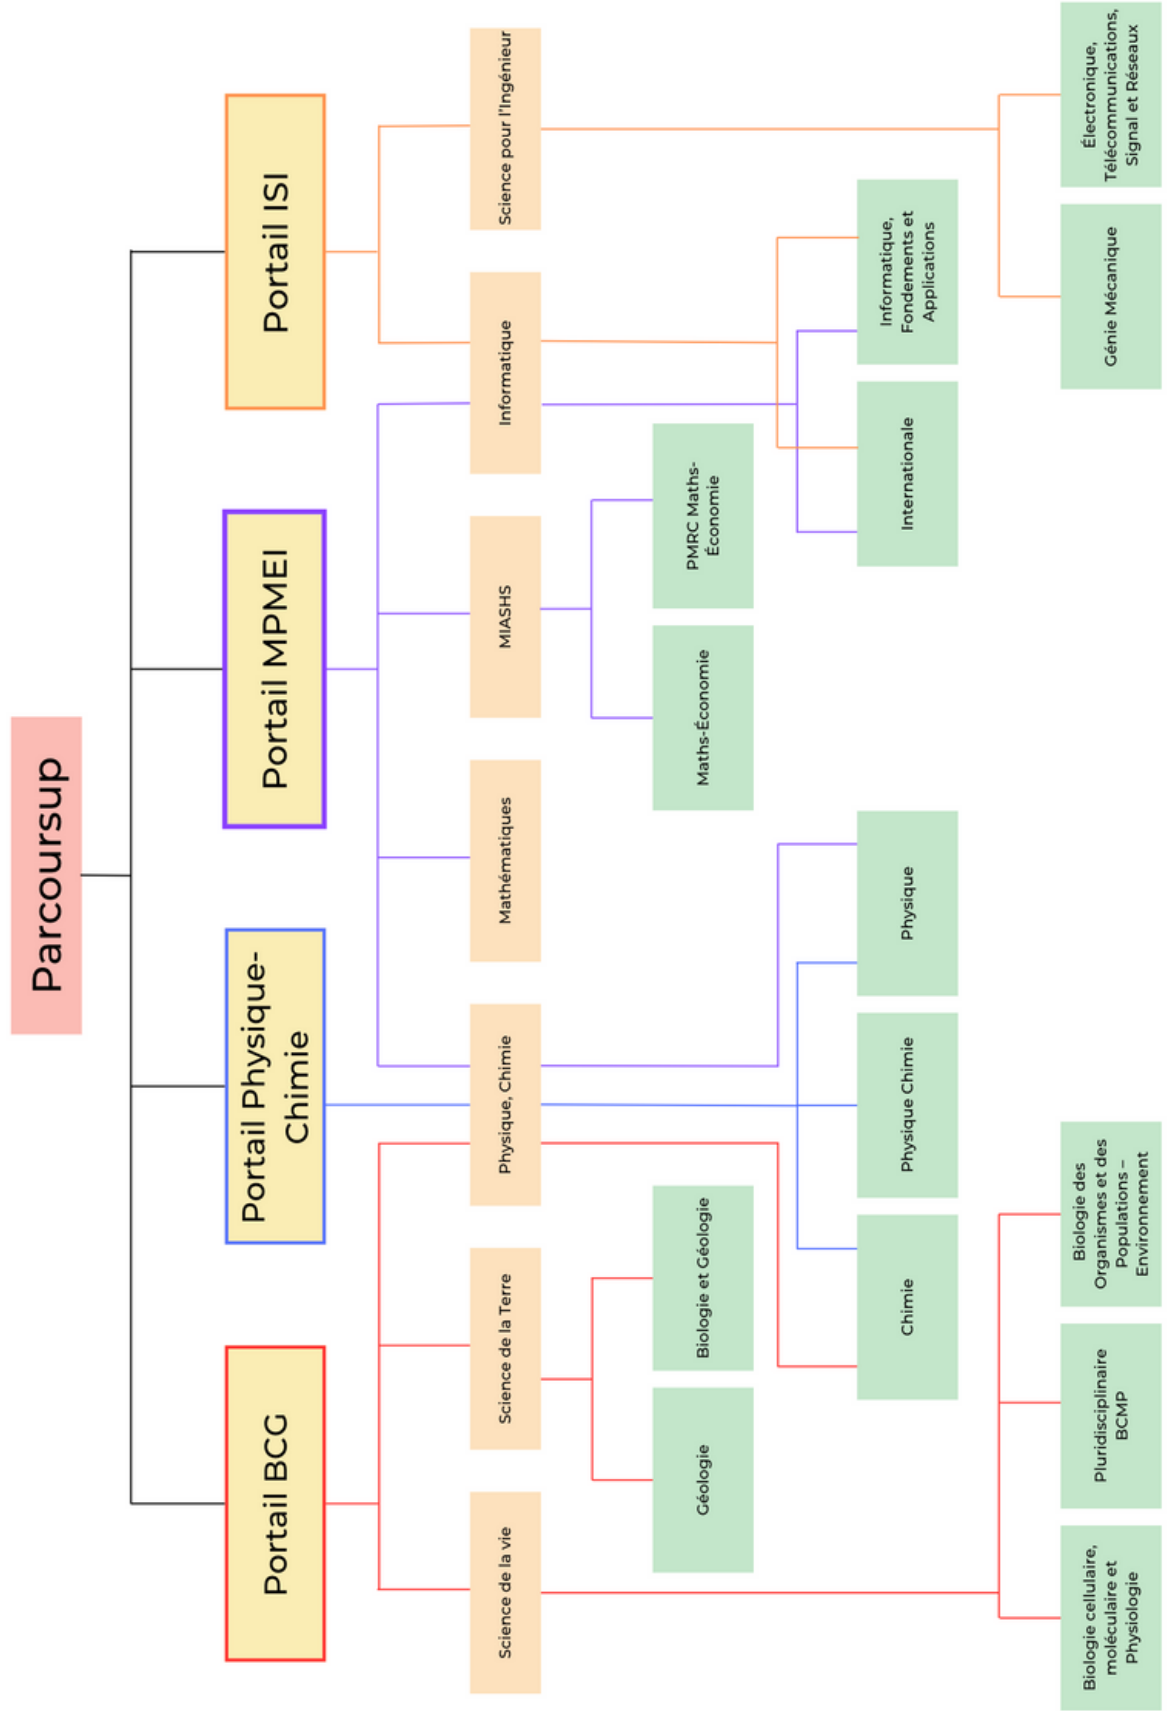 Parcoursup
Portail BCG
Portail Physique-
Chimie
Portail MPMEI
Portail ISI
Science de la vie
Science de la Terre
Physique, Chimie
Mathématiques
MIASHS
Informatique
Science pour l'Ingénieur
Géologie
Biologie et Géologie
Maths-Économie
PMRC Maths-
Économie
Chimie
Physique Chimie
Physique
Internationale
Informatique,
Fondements et
Applications
Biologie cellulaire,
moléculaire et
Physiologie
Pluridisciplinaire
BCMP
Biologie des
Organismes et des
Populations –
Environnement
Génie Mécanique
Électronique,
Télécommunications,
Signal et Réseaux